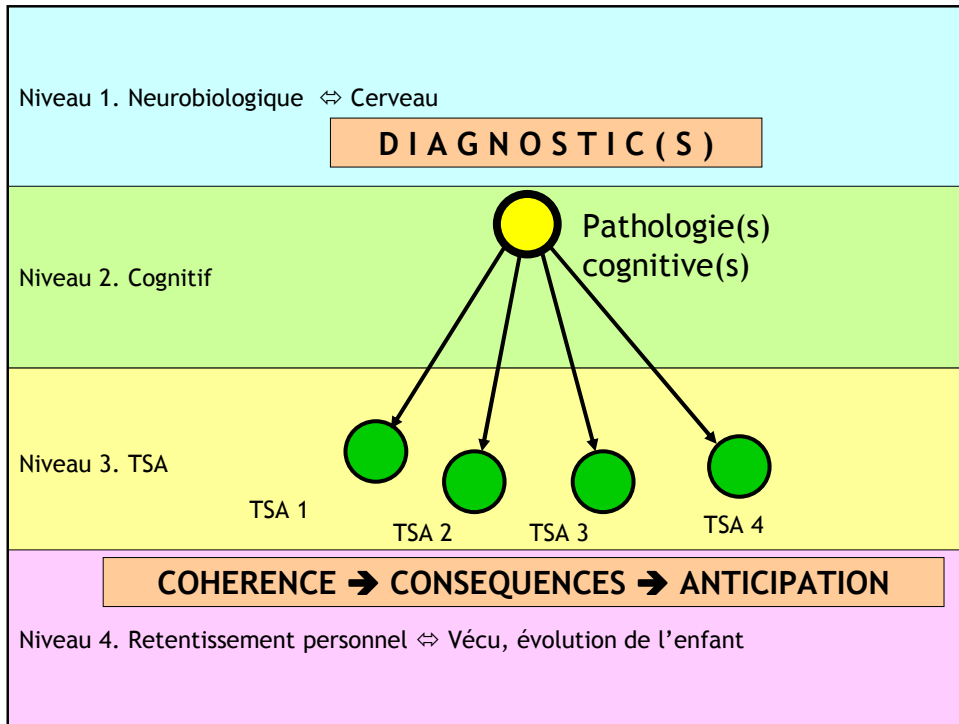 Niveau 1. Neurobiologique ⇔ Cerveau
D I A G N O S T I C ( S )
Pathologie(s)
cognitive(s)
Niveau 2. Cognitif
Niveau 3. TSA
TSA 1
TSA 2
TSA 3
TSA 4
COHERENCE 🡺 CONSEQUENCES 🡺 ANTICIPATION
Niveau 4. Retentissement personnel ⇔ Vécu, évolution de l’enfant